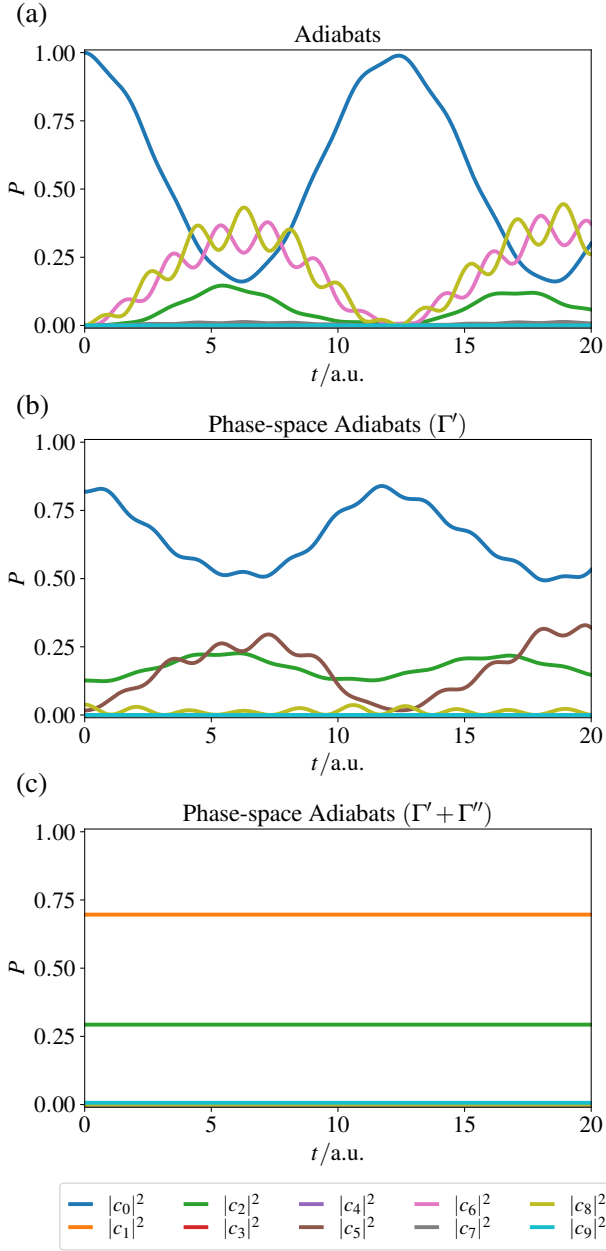 (a)
Adiabats
1.00
0.75
0.50
0.25
0.00
P
0 5 10 15 20
t/a.u.
(b)
Phase-space Adiabats (Γ′)
1.00
0.75
0.50
0.25
0.00
P
0 5 10 15 20
t/a.u.
(c)
Phase-space Adiabats (Γ′ + Γ″)
1.00
0.75
0.50
0.25
0.00
P
0 5 10 15 20
t/a.u.
|c₀|² |c₂|² |c₄|² |c₆|² |c₈|²
|c₁|² |c₃|² |c₅|² |c₇|² |c₉|²